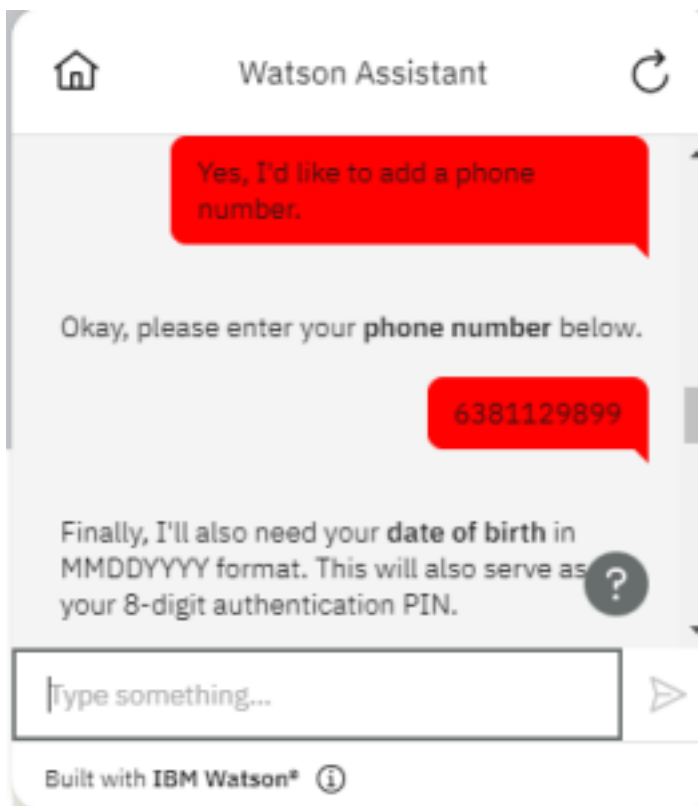 Watson Assistant
Yes, I'd like to add a phone
number.
Okay, please enter your phone number below.
6381129899
Finally, I'll also need your date of birth in
MMDDYYYY format. This will also serve as
your 8-digit authentication PIN.
?
Type something...
Built with IBM Watson®